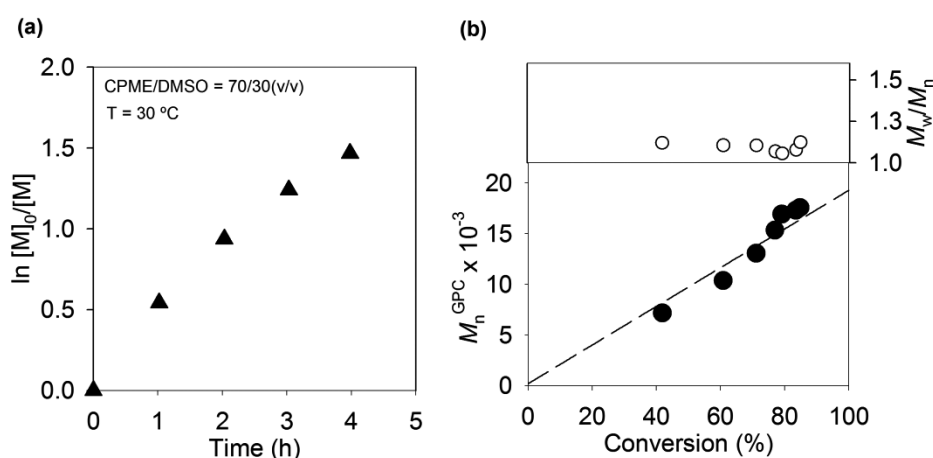 (a)
2.0
CPME/DMSO = 70/30(v/v)
T = 30 ºC
1.5
1.0
0.5
0.0
ln [M]0/[M]
0 1 2 3 4 5
Time (h)
(b)
1.5
1.3
1.0
Mw/Mn
20
15
10
5
0
MnGPC x 10-3
0 20 40 60 80 100
Conversion (%)